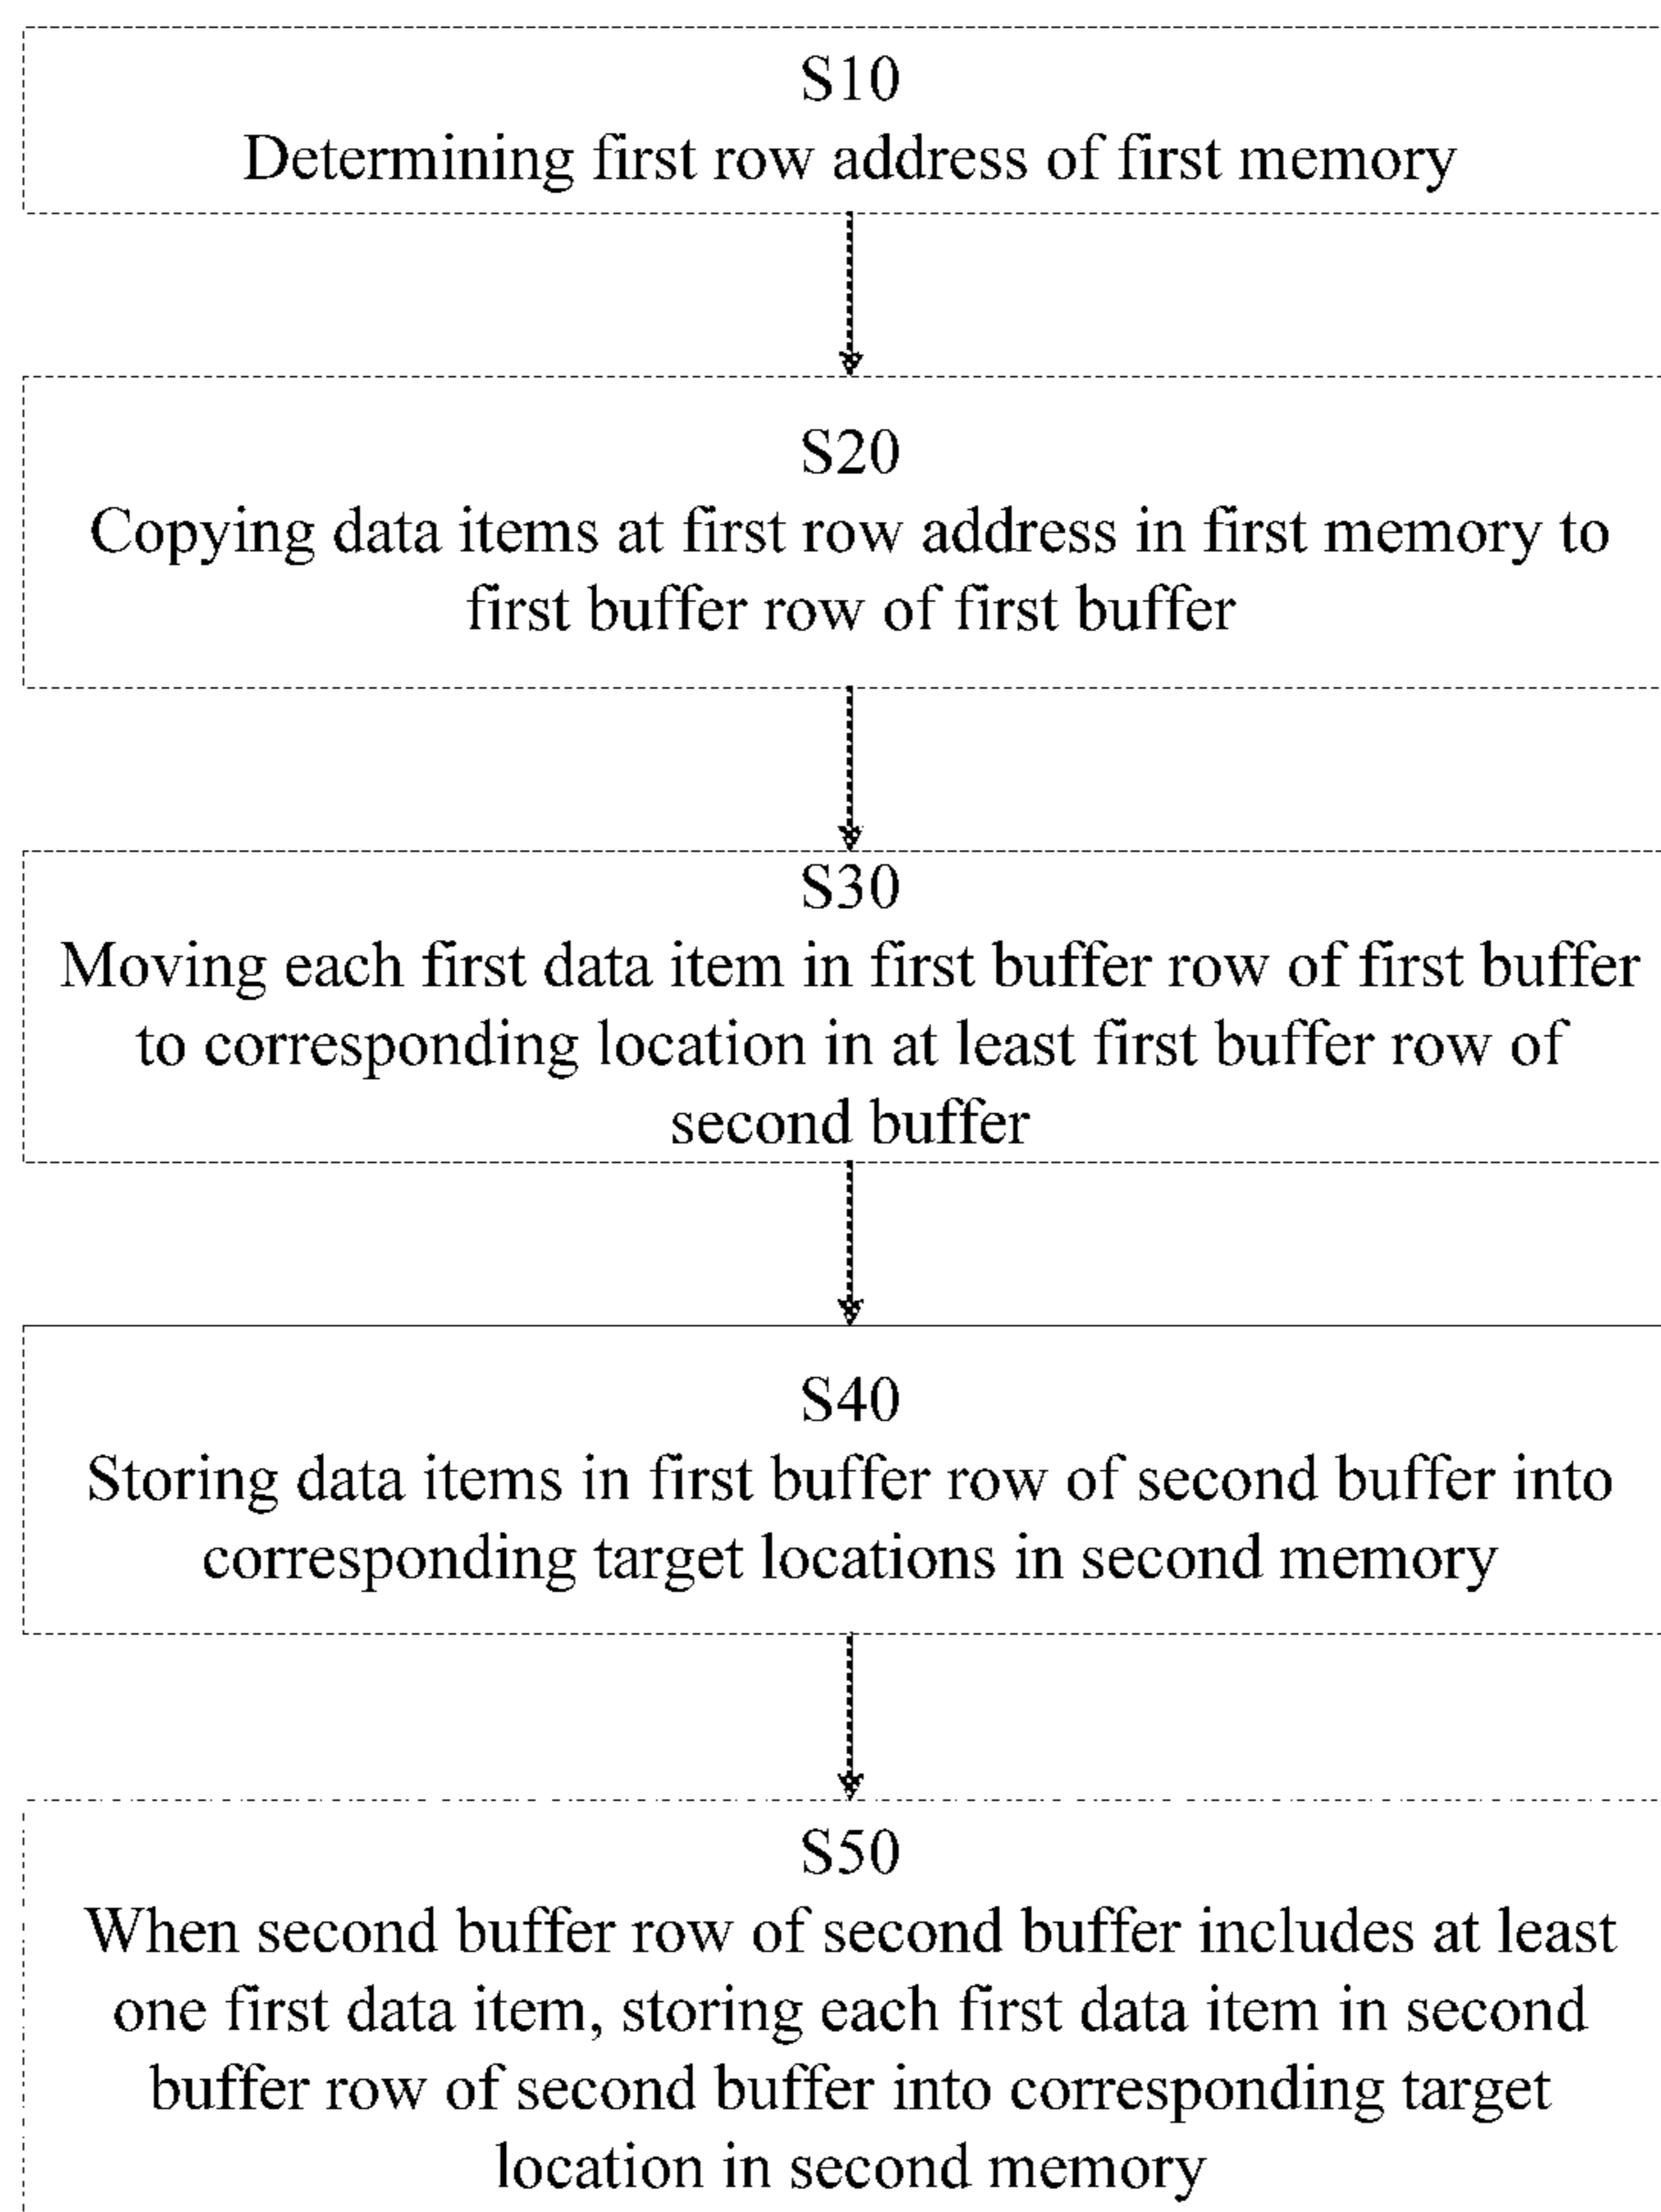 S10
Determining first row address of first memory
S20
Copying data items at first row address in first memory to
first buffer row of first buffer
S30
Moving each first data item in first buffer row of first buffer
to corresponding location in at least first buffer row of
second buffer
S40
Storing data items in first buffer row of second buffer into
corresponding target locations in second memory
S50
When second buffer row of second buffer includes at least
one first data item, storing each first data item in second
buffer row of second buffer into corresponding target
location in second memory